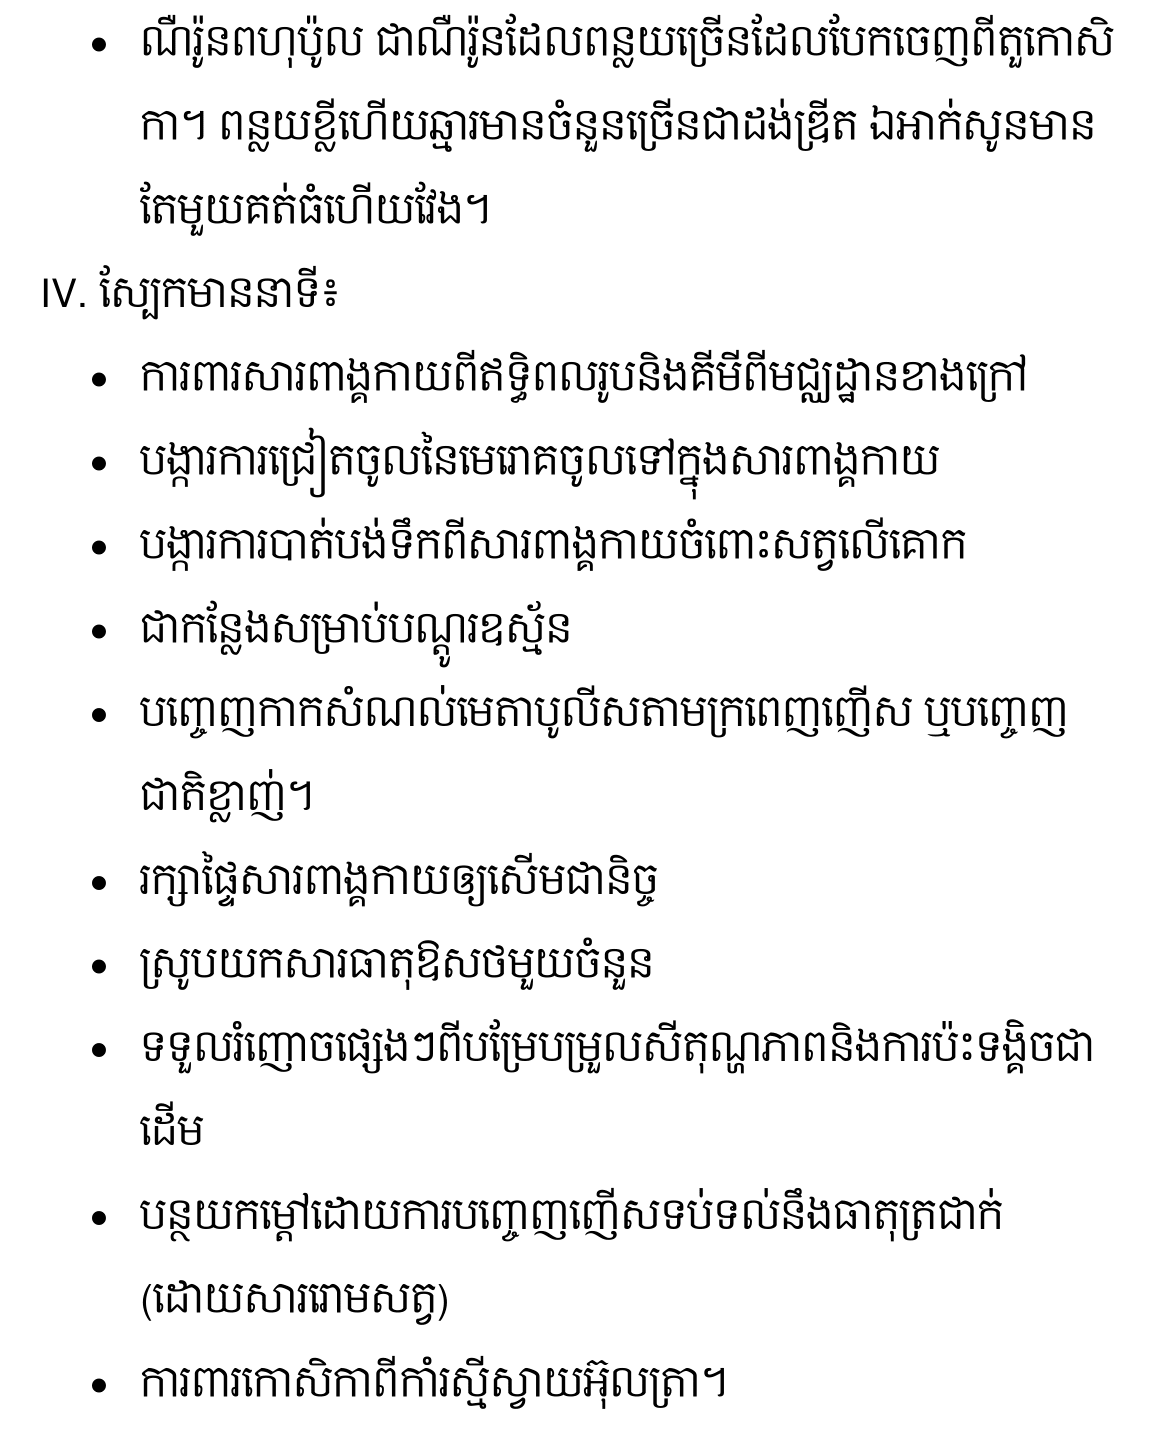 • ណឺរ៉ូនពហុប៉ូល ជាណឺរ៉ូនដែលពន្លយច្រើនដែលបែកចេញពីតួកោសិ
កា។ ពន្លយខ្លីហើយឆ្មារមានចំនួនច្រើនជាដង់ឌ្រីត ឯអាក់សូនមាន
តែមួយគត់ធំហើយវែង។
IV. ស្បែកមាននាទី៖
• ការពារសារពាង្គកាយពីឥទ្ធិពលរូបនិងគីមីពីមជ្ឈដ្ឋានខាងក្រៅ
• បង្ការការជ្រៀតចូលនៃមេរោគចូលទៅក្នុងសារពាង្គកាយ
• បង្ការការបាត់បង់ទឹកពីសារពាង្គកាយចំពោះសត្វលើគោក
• ជាកន្លែងសម្រាប់បណ្តូរឧស្ម័ន
• បញ្ចេញកាកសំណល់មេតាបូលីសតាមក្រពេញញើស ឬបញ្ចេញ
ជាតិខ្លាញ់។
• រក្សាផ្ទៃសារពាង្គកាយឲ្យសើមជានិច្ច
• ស្រូបយកសារធាតុឱសថមួយចំនួន
• ទទួលរំញោចផ្សេងៗពីបម្រែបម្រួលសីតុណ្ហភាពនិងការប៉ះទង្គិចជា
ដើម
• បន្ថយកម្តៅដោយការបញ្ចេញញើសទប់ទល់នឹងធាតុត្រជាក់
(ដោយសាររោមសត្វ)
• ការពារកោសិកាពីកាំរស្មីស្វាយអ៊ុលត្រា។